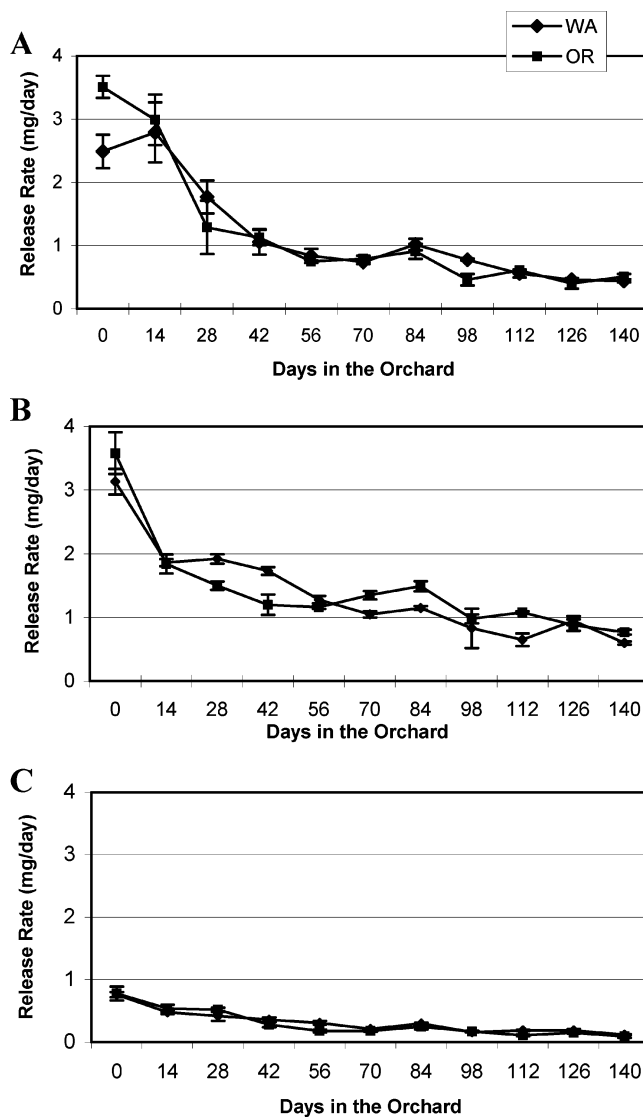 A
WA
OR
4
3
2
1
0
Release Rate (mg/day)
0 14 28 42 56 70 84 98 112 126 140
Days in the Orchard
B
4
3
2
1
0
Release Rate (mg/day)
0 14 28 42 56 70 84 98 112 126 140
Days in the Orchard
C
4
3
2
1
0
Release Rate (mg/day)
0 14 28 42 56 70 84 98 112 126 140
Days in the Orchard